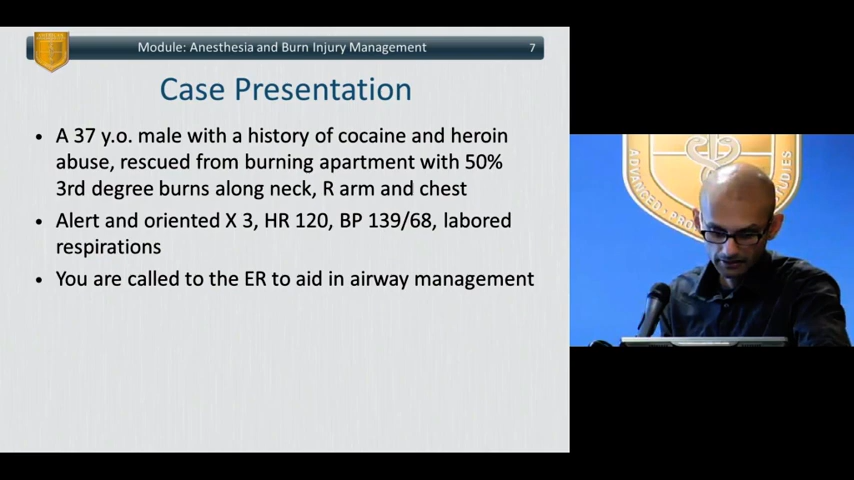 Module: Anesthesia and Burn Injury Management 7
Case Presentation
• A 37 y.o. male with a history of cocaine and heroin
abuse, rescued from burning apartment with 50%
3rd degree burns along neck, R arm and chest
• Alert and oriented X 3, HR 120, BP 139/68, labored
respirations
• You are called to the ER to aid in airway management
ADVANCED